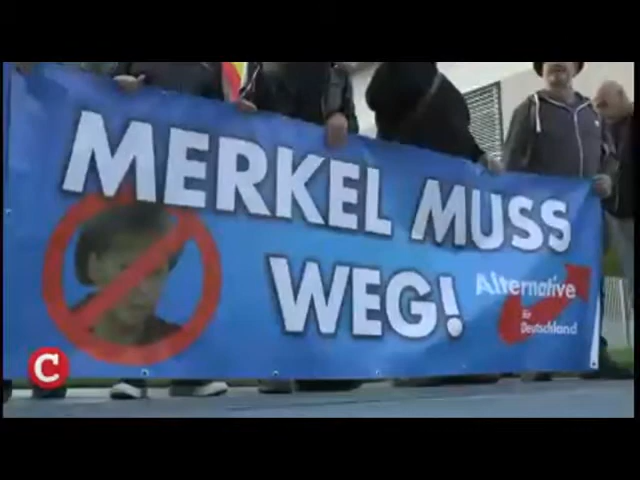 MERKEL MUSS
WEG!
Alternative
für
Deutschland
C